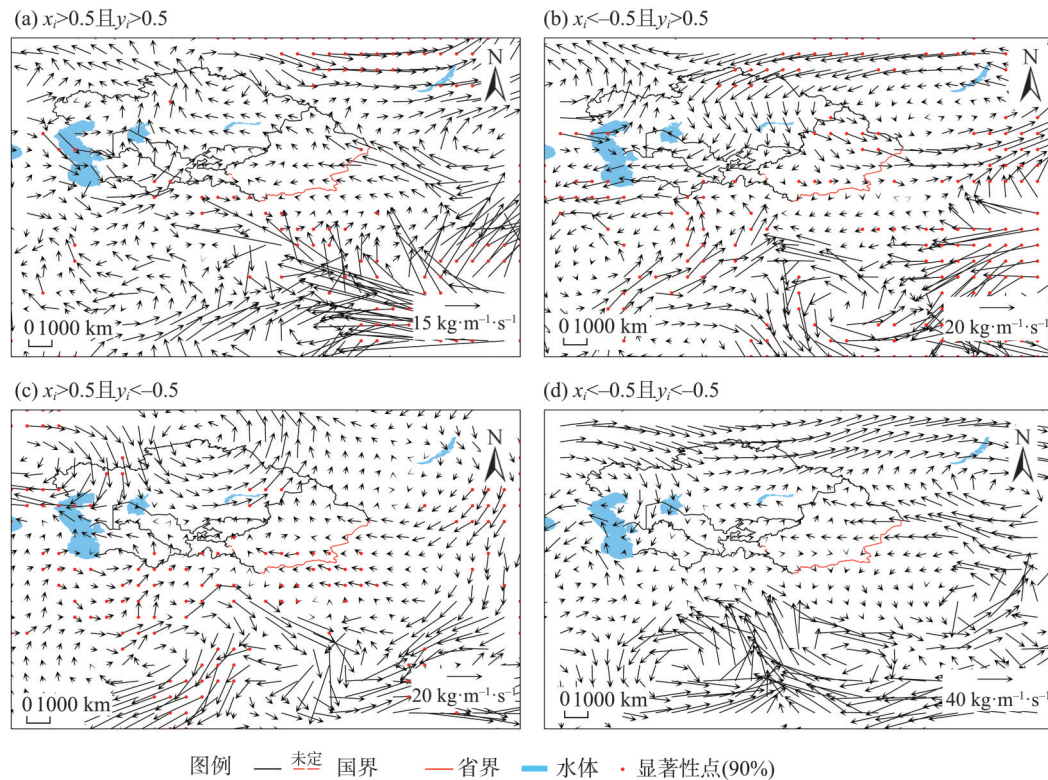 (a) xᵢ>0.5且yᵢ>0.5
(b) xᵢ<–0.5且yᵢ>0.5
N
N
0 1000 km
15 kg·m⁻¹·s⁻¹
0 1000 km
20 kg·m⁻¹·s⁻¹
(c) xᵢ>0.5且yᵢ<–0.5
(d) xᵢ<–0.5且yᵢ<–0.5
N
N
0 1000 km
20 kg·m⁻¹·s⁻¹
0 1000 km
40 kg·m⁻¹·s⁻¹
图例 未定 国界 省界 水体 显著性点(90%)